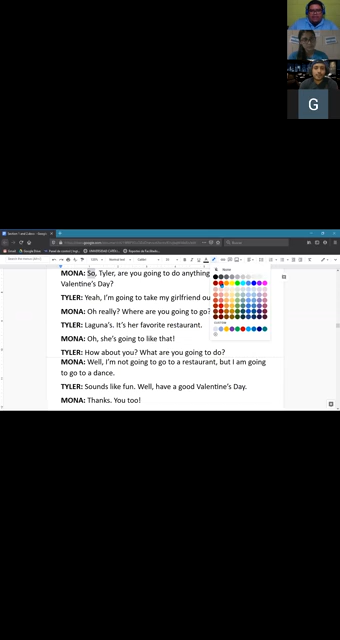 G
MONA: So, Tyler, are you going to do anything
Valentine's Day?
TYLER: Yeah, I'm going to take my girlfriend ou
MONA: Oh really? Where are you going to go?
TYLER: Laguna's. It's her favorite restaurant.
MONA: Oh, she's going to like that!
TYLER: How about you? What are you going to do?
MONA: Well, I'm not going to go to a restaurant, but I am
going to go to a dance.
TYLER: Sounds like fun. Well, have a good Valentine's Day.
MONA: Thanks. You too!